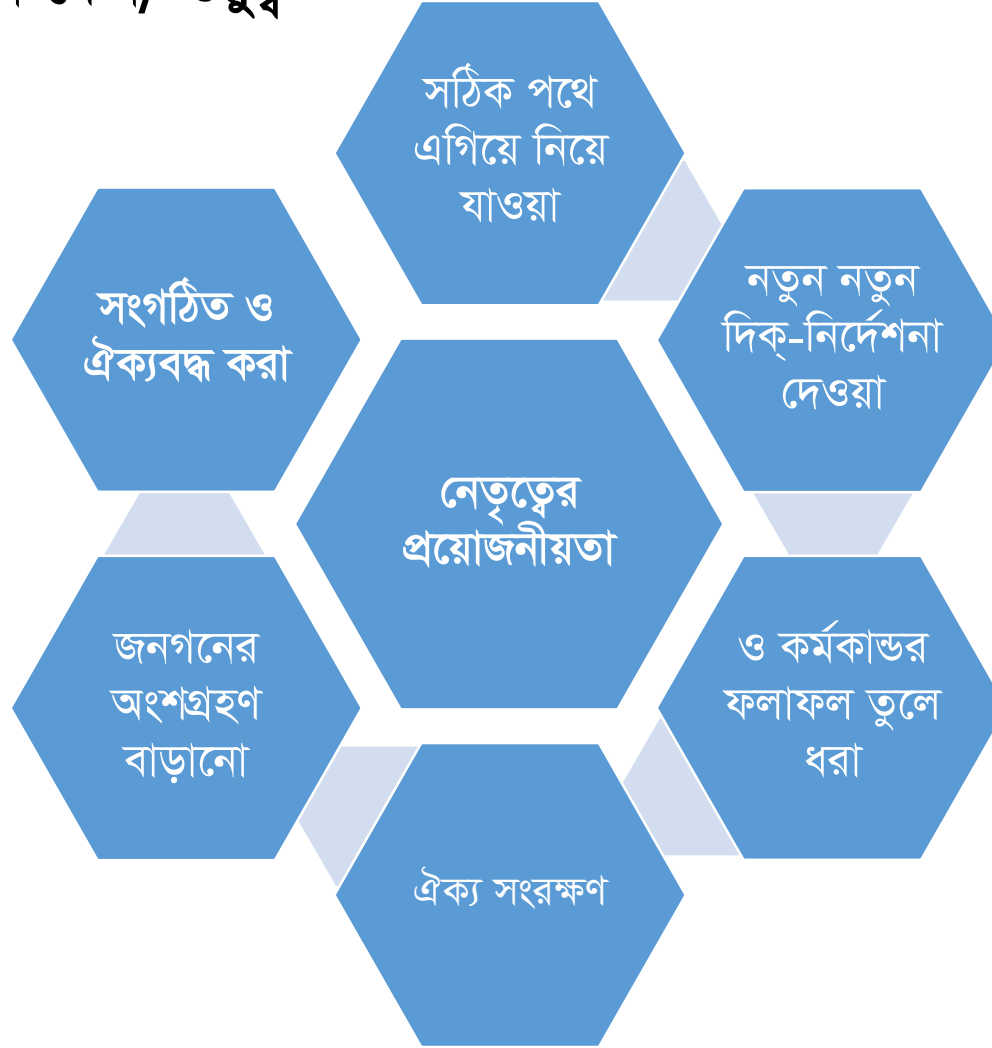 সঠিক পথে
এগিয়ে নিয়ে
যাওয়া
নতুন নতুন
দিক্-নির্দেশনা
দেওয়া
ও কর্মকান্ডর
ফলাফল তুলে
ধরা
ঐক্য সংরক্ষণ
জনগনের
অংশগ্রহণ
বাড়ানো
সংগঠিত ও
ঐক্যবদ্ধ করা
নেতৃত্বের
প্রয়োজনীয়তা